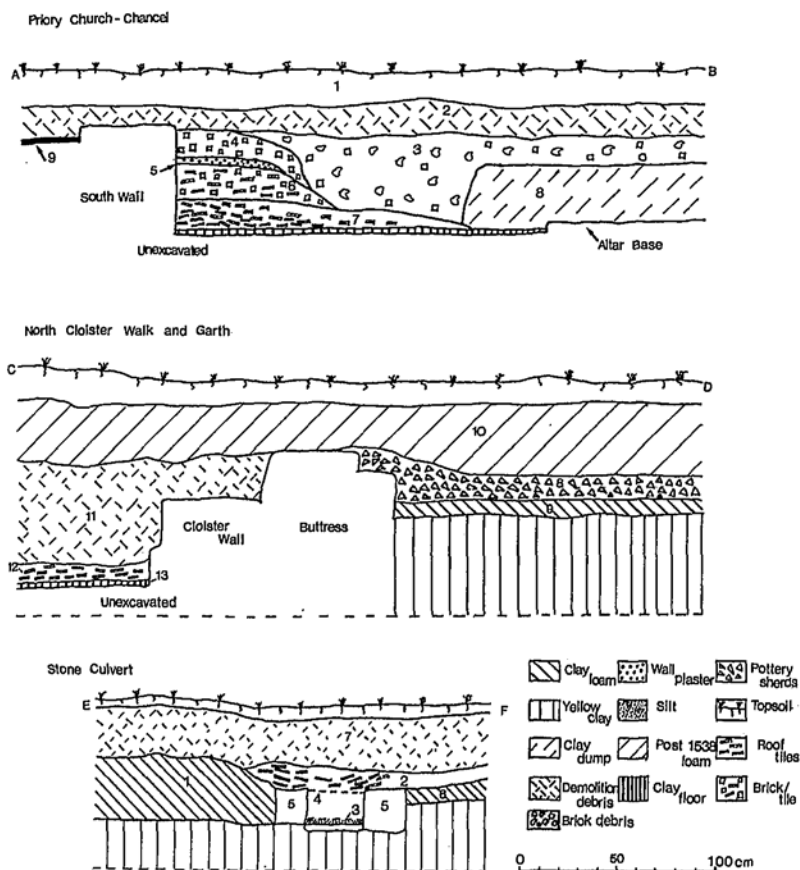 Priory Church-Chancel
A
B
1
2
3
4
5
6
7
8
9
South Wall
Unexcavated
Altar Base
North Cloister Walk and Garth
C
D
10
8
9
11
Cloister
Wall
Buttress
12
13
Unexcavated
Stone Culvert
E
F
7
1
2
5
4
3
5
8
Clay
loam
Wall
plaster
Pottery
sherds
Yellow
clay
Silt
Topsoil
Clay
dump
Post 1538
loam
Roof
tiles
Demolition
debris
Clay
floor
Brick/
tile
Brick debris
0 50 100 cm